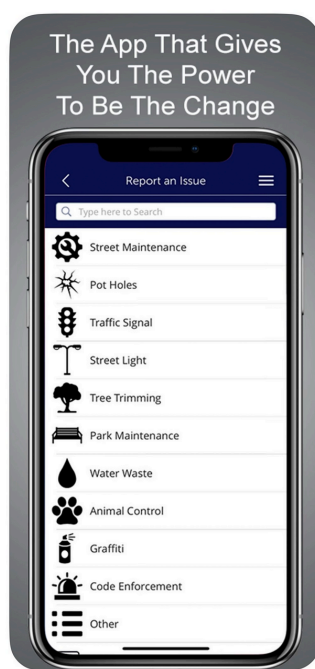 The App That Gives
You The Power
To Be The Change
Report an Issue
Type here to Search
Street Maintenance
Pot Holes
Traffic Signal
Street Light
Tree Trimming
Park Maintenance
Water Waste
Animal Control
Graffiti
Code Enforcement
Other